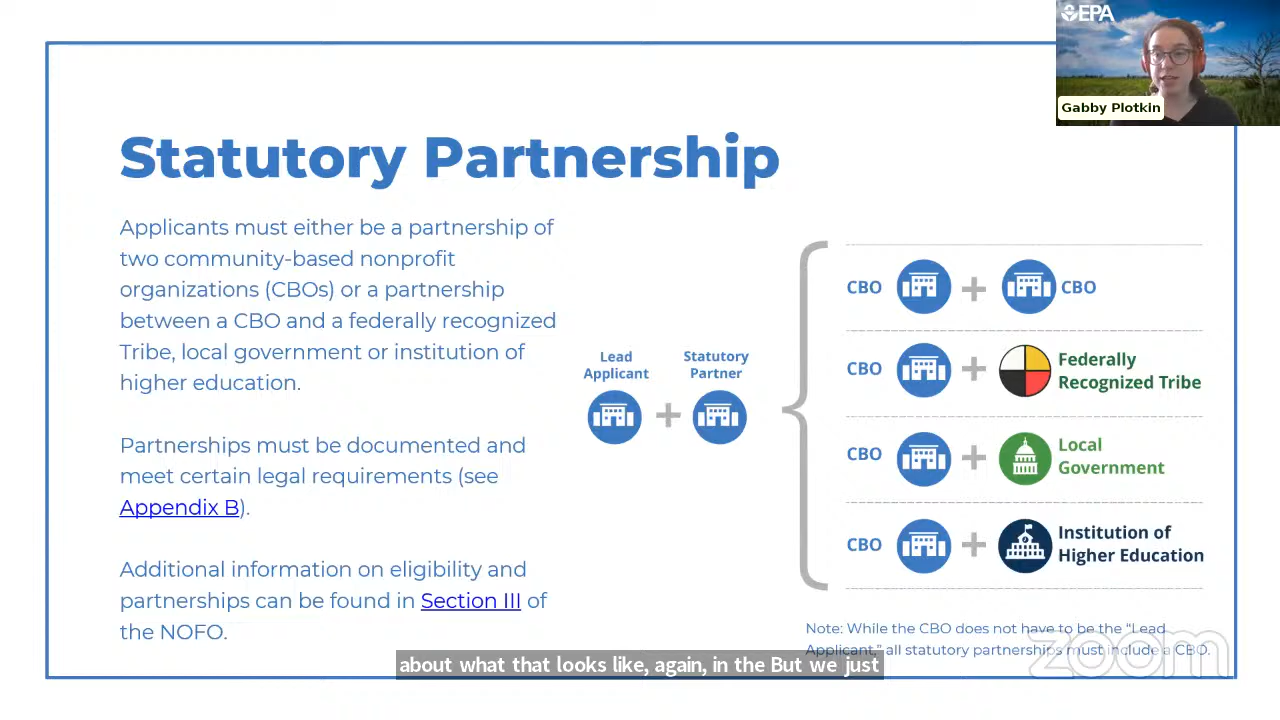 EPA
Gabby Plotkin
Statutory Partnership
Applicants must either be a partnership of
two community-based nonprofit
organizations (CBOs) or a partnership
between a CBO and a federally recognized
Tribe, local government or institution of
higher education.
Partnerships must be documented and
meet certain legal requirements (see
Appendix B).
Additional information on eligibility and
partnerships can be found in Section III of
the NOFO.
Lead
Applicant
+
Statutory
Partner
CBO + CBO
CBO + Federally
Recognized Tribe
CBO + Local
Government
CBO + Institution of
Higher Education
Note: While the CBO does not have to be the “Lead
Applicant,” all statutory partnerships must include a CBO.
zoom
about what that looks like, again, in the But we just